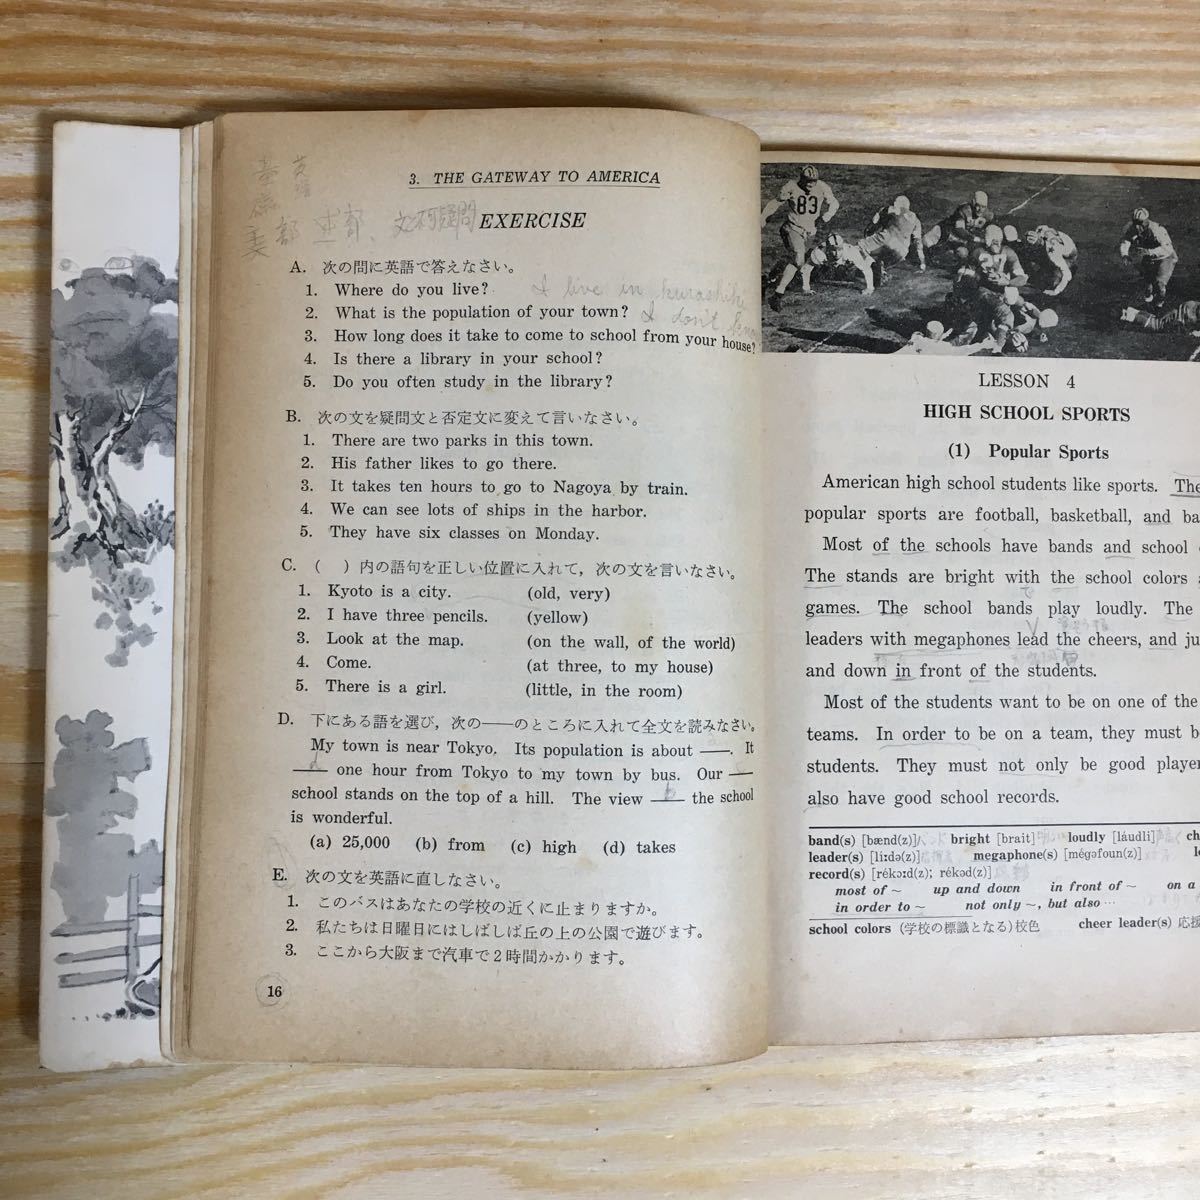 3. THE GATEWAY TO AMERICA
EXERCISE
A. 次の問に英語で答えなさい。
1. Where do you live? I live in kurashiki
2. What is the population of your town? I don't know
3. How long does it take to come to school from your house?
4. Is there a library in your school?
5. Do you often study in the library?
B. 次の文を疑問文と否定文に変えて言いなさい。
1. There are two parks in this town.
2. His father likes to go there.
3. It takes ten hours to go to Nagoya by train.
4. We can see lots of ships in the harbor.
5. They have six classes on Monday.
C. ( )内の語句を正しい位置に入れて，次の文を言いなさい。
1. Kyoto is a city. (old, very)
2. I have three pencils. (yellow)
3. Look at the map. (on the wall, of the world)
4. Come. (at three, to my house)
5. There is a girl. (little, in the room)
D. 下にある語を選び，次の——のところに入れて全文を読みなさい。
My town is near Tokyo. Its population is about ——. It
—— one hour from Tokyo to my town by bus. Our ——
school stands on the top of a hill. The view —— the school
is wonderful.
(a) 25,000 (b) from (c) high (d) takes
E. 次の文を英語に直しなさい。
1. このバスはあなたの学校の近くに止まりますか。
2. 私たちは日曜日にはしばしば丘の上の公園で遊びます。
3. ここから大阪まで汽車で2時間かかります。
16
83
LESSON 4
HIGH SCHOOL SPORTS
(1) Popular Sports
American high school students like sports. The
popular sports are football, basketball, and ba
Most of the schools have bands and school
The stands are bright with the school colors
games. The school bands play loudly. The
leaders with megaphones lead the cheers, and ju
and down in front of the students.
Most of the students want to be on one of the
teams. In order to be on a team, they must b
students. They must not only be good player
also have good school records.
band(s) [bænd(z)] バンド bright [brait] loudly [láudli] ch
leader(s) [líːdə(z)] megaphone(s) [mégəfoun(z)] le
record(s) [rékɔːd(z); rékəd(z)]
most of ~ up and down in front of ~ on a
in order to ~ not only ~, but also …
school colors (学校の標識となる)校色 cheer leader(s) 応援